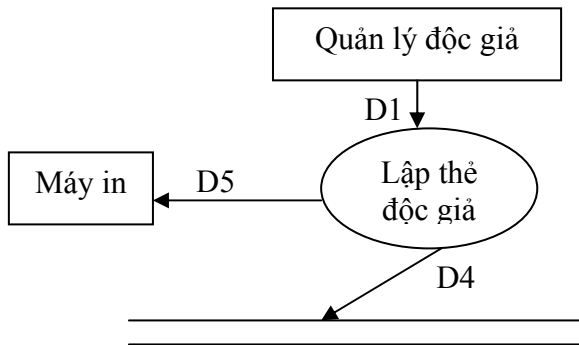 Quản lý độc giả
D1
Máy in
D5
Lập thẻ
độc giả
D4